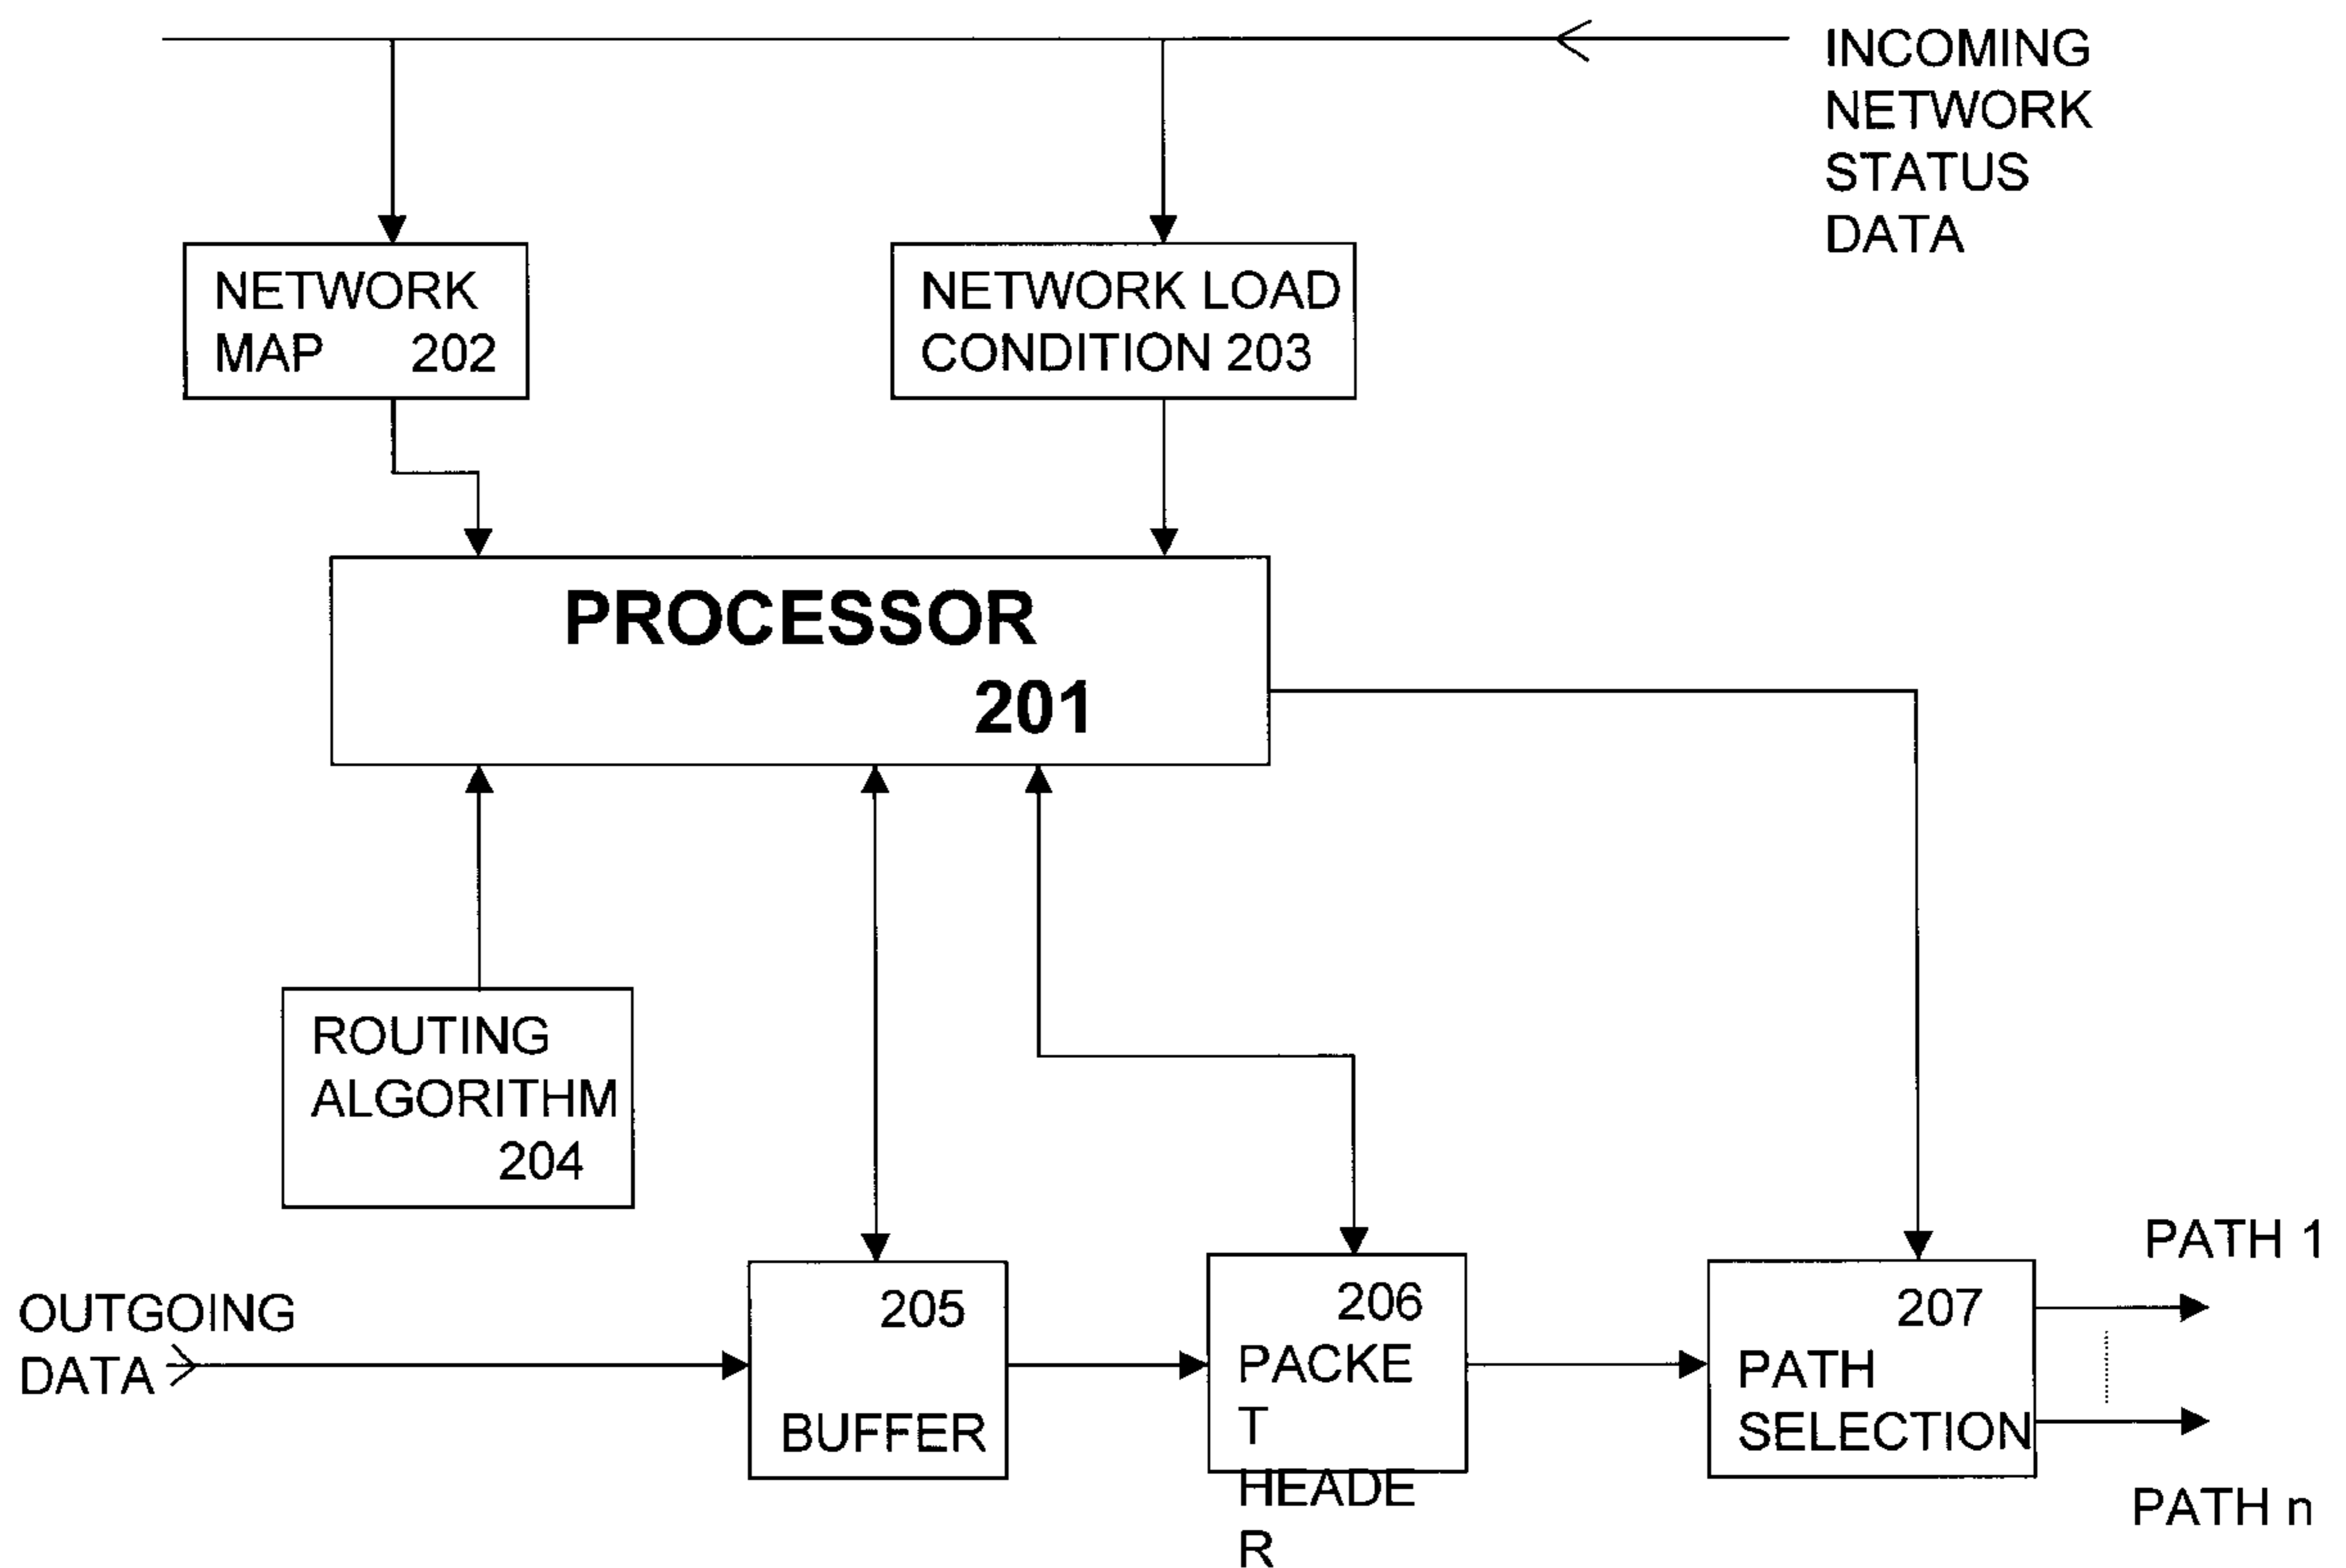 INCOMING
NETWORK
STATUS
DATA
NETWORK
MAP 202
NETWORK LOAD
CONDITION 203
PROCESSOR
201
ROUTING
ALGORITHM
204
OUTGOING
DATA
205
BUFFER
206
PACKE
T
HEADE
R
207
PATH
SELECTION
PATH 1
PATH n